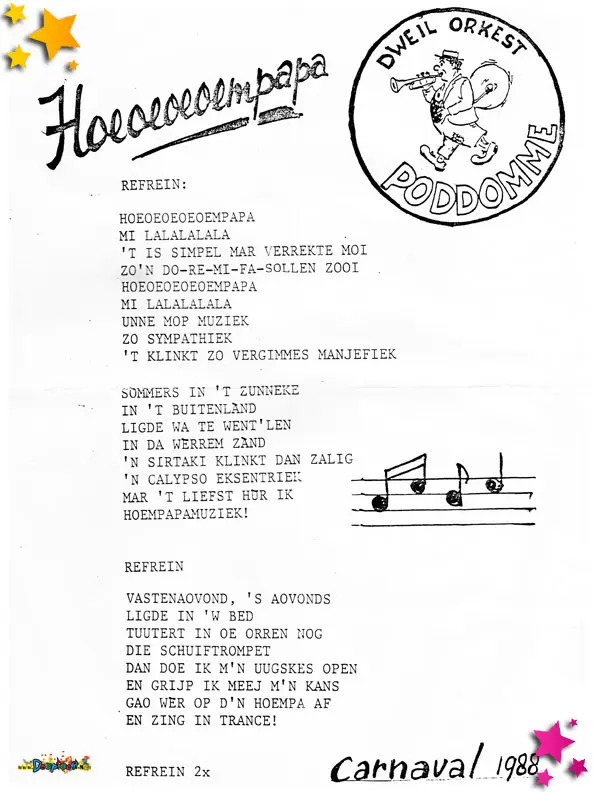 Hoeoeoeoempapa
DWEIL ORKEST
PODDOMME
REFREIN:
HOEOEOEOEOEMPAPA
MI LALALALALA
'T IS SIMPEL MAR VERREKTE MOI
ZO'N DO-RE-MI-FA-SOLLEN ZOOI
HOEOEOEOEOEMPAPA
MI LALALALALA
UNNE MOP MUZIEK
ZO SYMPATHIEK
'T KLINKT ZO VERGIMMES MANJEFIEK
SOMMERS IN 'T ZUNNEKE
IN 'T BUITENLAND
LIGDE WA TE WENT'LEN
IN DA WERREM ZAND
'N SIRTAKI KLINKT DAN ZALIG
'N CALYPSO EKSENTRIEK
MAR 'T LIEFST HÜR IK
HOEMPAPAMUZIEK!
REFREIN
VASTENAOVOND, 'S AOVONDS
LIGDE IN 'W BED
TUUTERT IN OE ORREN NOG
DIE SCHUIFTROMPET
DAN DOE IK M'N UUGSKES OPEN
EN GRIJP IK MEEJ M'N KANS
GAO WER OP D'N HOEMPA AF
EN ZING IN TRANCE!
REFREIN 2x
Carnaval 1988